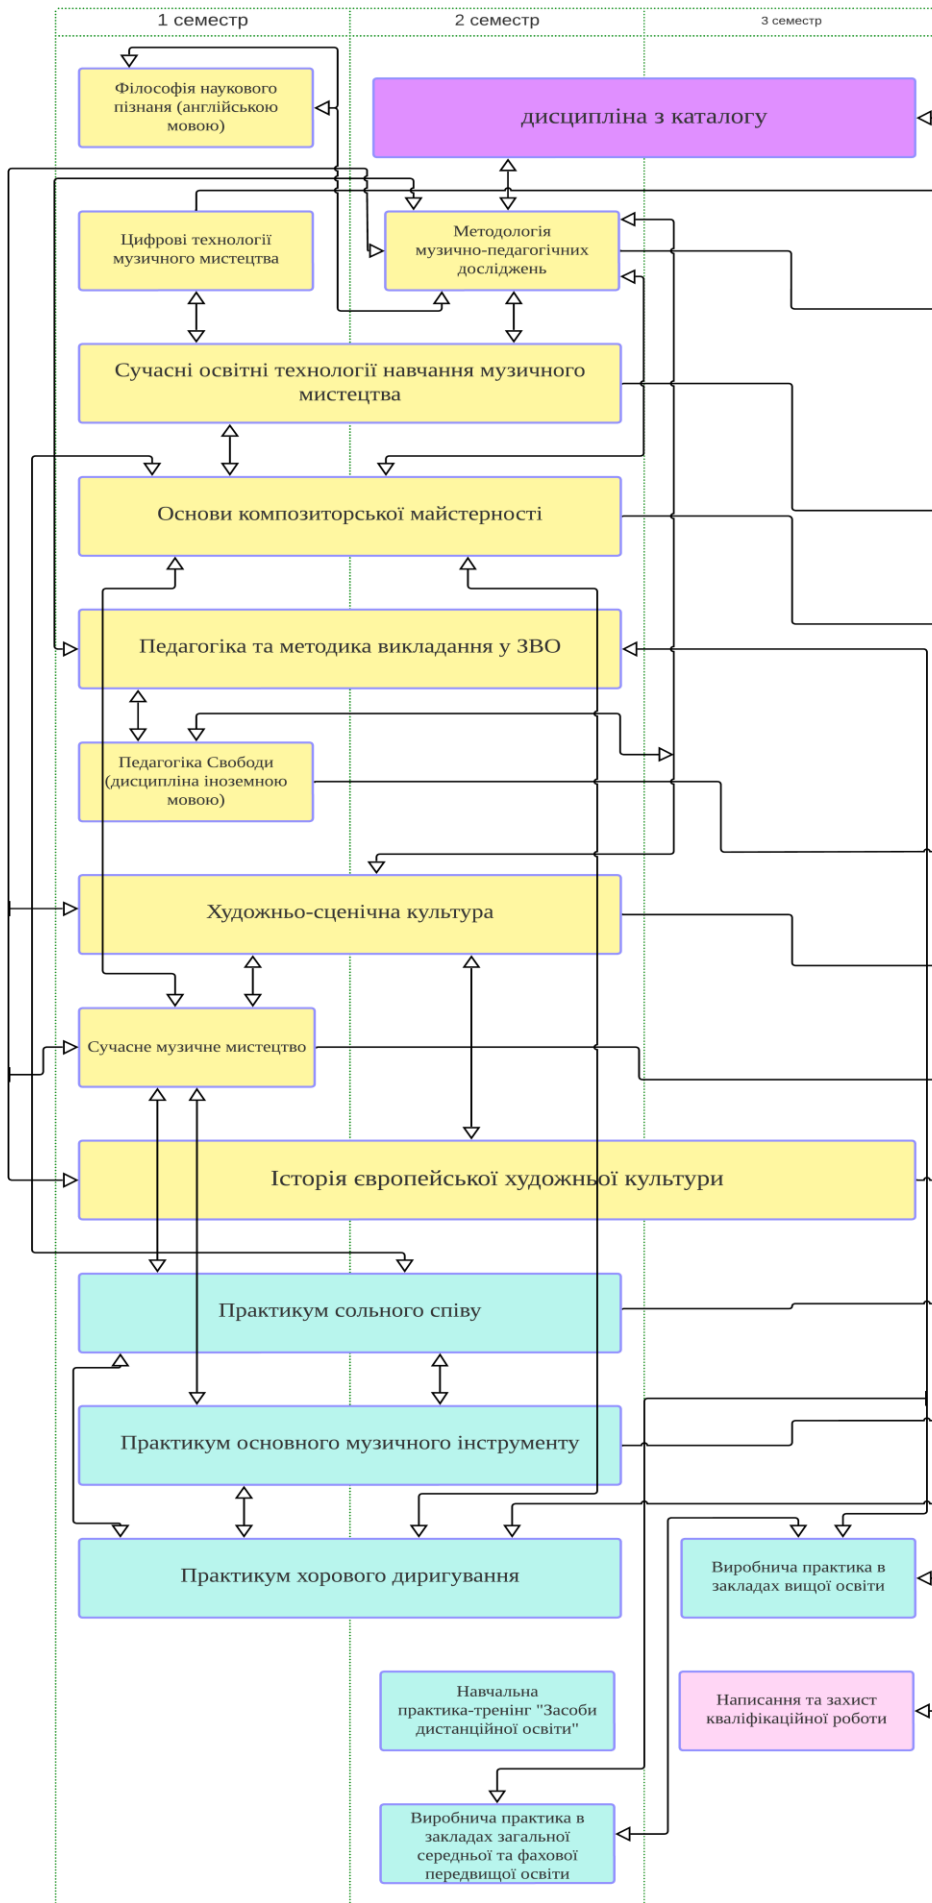 1 семестр
2 семестр
3 семестр
Філософія наукового
пізнаня (англійською
мовою)
дисципліна з каталогу
Цифрові технології
музичного мистецтва
Методологія
музично-педагогічних
досліджень
Сучасні освітні технології навчання музичного
мистецтва
Основи композиторської майстерності
Педагогіка та методика викладання у ЗВО
Педагогіка Свободи
(дисципліна іноземною
мовою)
Художньо-сценічна культура
Сучасне музичне мистецтво
Історія європейської художньої культури
Практикум сольного співу
Практикум основного музичного інструменту
Практикум хорового диригування
Виробнича практика в
закладах вищої освіти
Навчальна
практика-тренінг "Засоби
дистанційної освіти"
Написання та захист
кваліфікаційної роботи
Виробнича практика в
закладах загальної
середньої та фахової
передвищої освіти